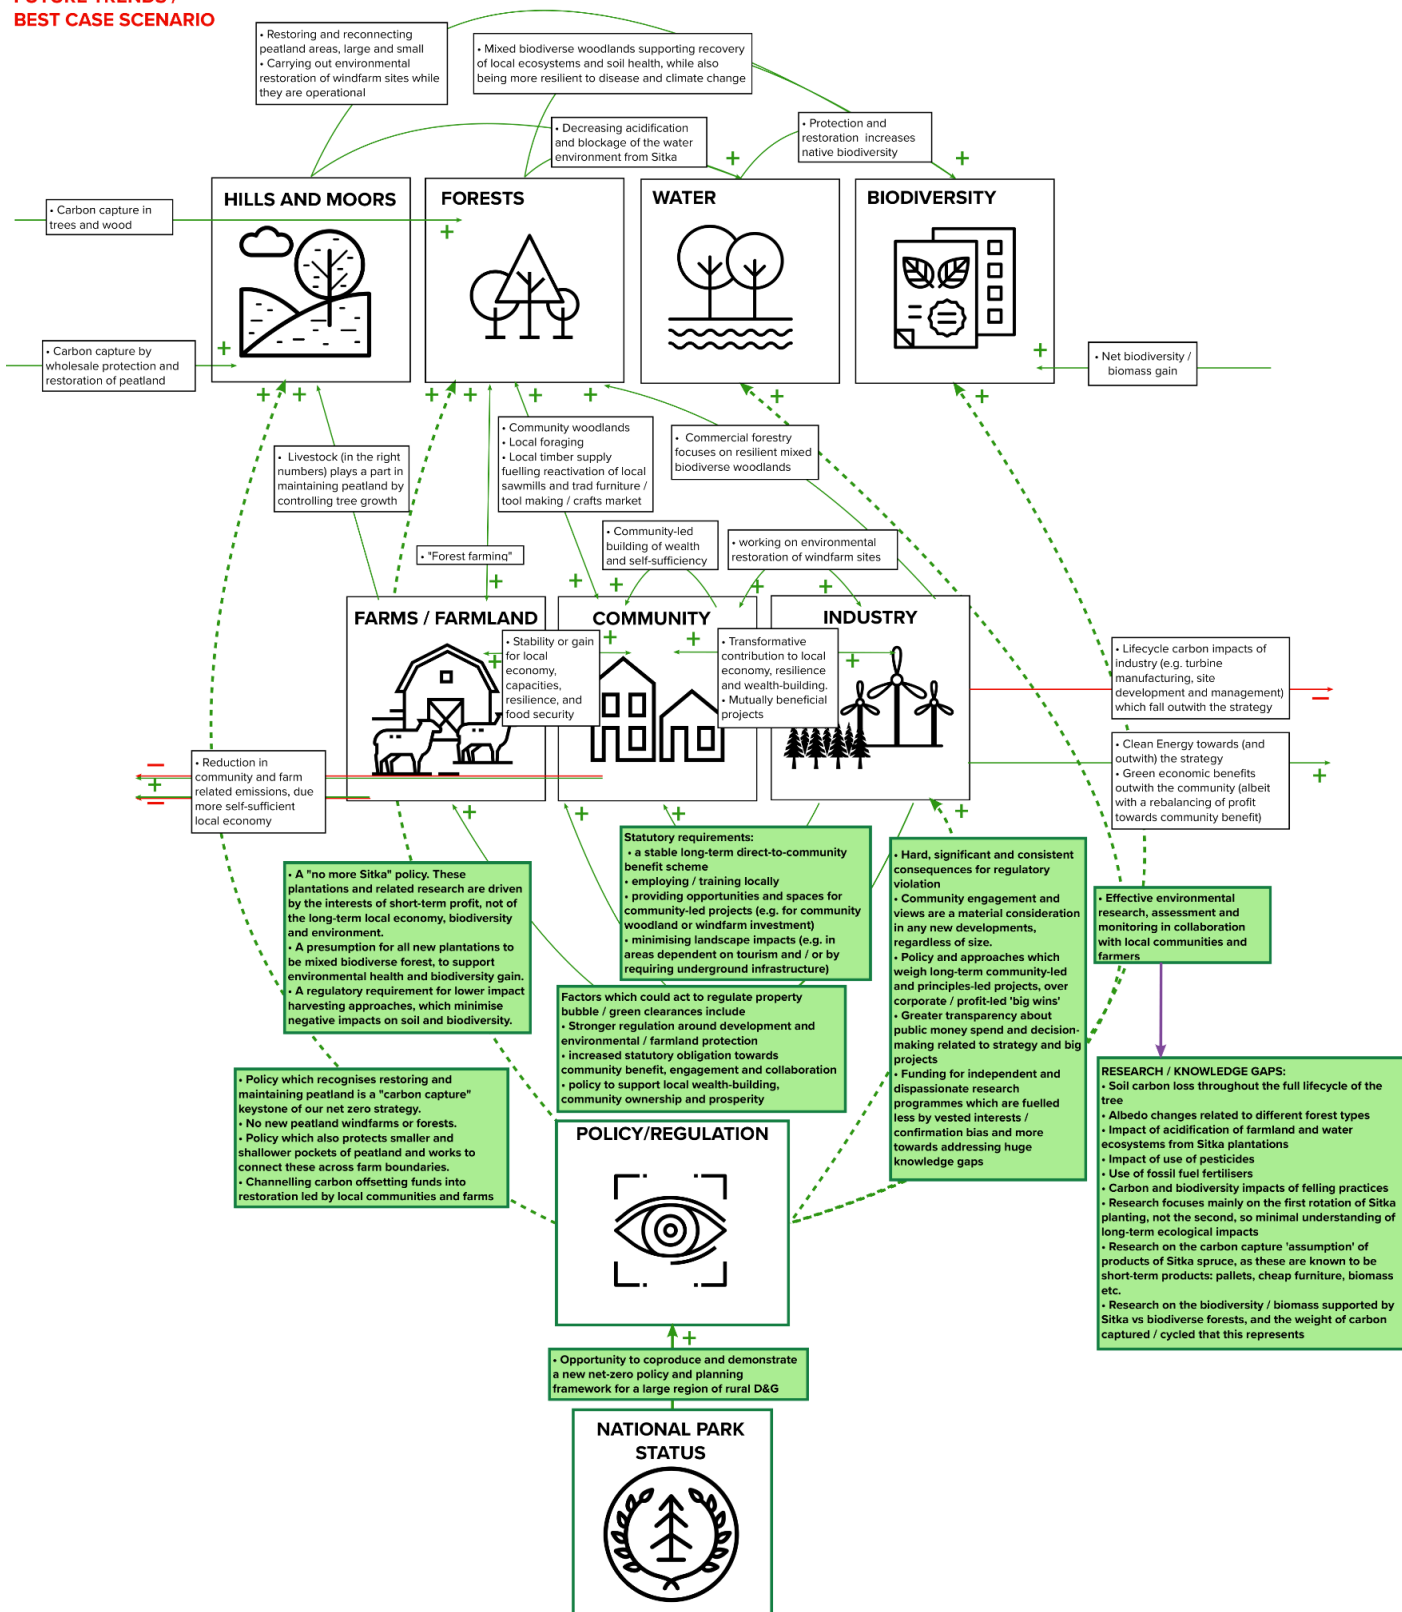 FUTURE TRENDS /
BEST CASE SCENARIO
• Restoring and reconnecting
peatland areas, large and small
• Carrying out environmental
restoration of windfarm sites while
they are operational
• Mixed biodiverse woodlands supporting recovery
of local ecosystems and soil health, while also
being more resilient to disease and climate change
• Decreasing acidification
and blockage of the water
environment from Sitka
• Protection and
restoration increases
native biodiversity
+
+
HILLS AND MOORS
FORESTS
WATER
BIODIVERSITY
• Carbon capture in
trees and wood
+
• Carbon capture by
wholesale protection and
restoration of peatland
+
+
• Net biodiversity /
biomass gain
+ + + + + + + +
• Livestock (in the right
numbers) plays a part in
maintaining peatland by
controlling tree growth
• Community woodlands
• Local foraging
• Local timber supply
fuelling reactivation of local
sawmills and trad furniture /
tool making / crafts market
• Commercial forestry
focuses on resilient mixed
biodiverse woodlands
• "Forest farming"
• Community-led
building of wealth
and self-sufficiency
• working on environmental
restoration of windfarm sites
+ + + + +
FARMS / FARMLAND
COMMUNITY
INDUSTRY
• Stability or gain
for local
economy,
capacities,
resilience, and
food security
+ + + +
• Transformative
contribution to local
economy, resilience
and wealth-building.
• Mutually beneficial
projects
• Lifecycle carbon impacts of
industry (e.g. turbine
manufacturing, site
development and management)
which fall outwith the strategy
−
• Clean Energy towards (and
outwith) the strategy
• Green economic benefits
outwith the community (albeit
with a rebalancing of profit
towards community benefit)
+
−
+
−
• Reduction in
community and farm
related emissions, due
more self-sufficient
local economy
+ + + +
• A "no more Sitka" policy. These
plantations and related research are driven
by the interests of short-term profit, not of
the long-term local economy, biodiversity
and environment.
• A presumption for all new plantations to
be mixed biodiverse forest, to support
environmental health and biodiversity gain.
• A regulatory requirement for lower impact
harvesting approaches, which minimise
negative impacts on soil and biodiversity.
Statutory requirements:
• a stable long-term direct-to-community
benefit scheme
• employing / training locally
• providing opportunities and spaces for
community-led projects (e.g. for community
woodland or windfarm investment)
• minimising landscape impacts (e.g. in
areas dependent on tourism and / or by
requiring underground infrastructure)
• Hard, significant and consistent
consequences for regulatory
violation
• Community engagement and
views are a material consideration
in any new developments,
regardless of size.
• Policy and approaches which
weigh long-term community-led
and principles-led projects, over
corporate / profit-led 'big wins'
• Greater transparency about
public money spend and decision-
making related to strategy and big
projects
• Funding for independent and
dispassionate research
programmes which are fuelled
less by vested interests /
confirmation bias and more
towards addressing huge
knowledge gaps
• Effective environmental
research, assessment and
monitoring in collaboration
with local communities and
farmers
Factors which could act to regulate property
bubble / green clearances include
• Stronger regulation around development and
environmental / farmland protection
• increased statutory obligation towards
community benefit, engagement and collaboration
• policy to support local wealth-building,
community ownership and prosperity
• Policy which recognises restoring and
maintaining peatland is a "carbon capture"
keystone of our net zero strategy.
• No new peatland windfarms or forests.
• Policy which also protects smaller and
shallower pockets of peatland and works to
connect these across farm boundaries.
• Channelling carbon offsetting funds into
restoration led by local communities and farms
RESEARCH / KNOWLEDGE GAPS:
• Soil carbon loss throughout the full lifecycle of the
tree
• Albedo changes related to different forest types
• Impact of acidification of farmland and water
ecosystems from Sitka plantations
• Impact of use of pesticides
• Use of fossil fuel fertilisers
• Carbon and biodiversity impacts of felling practices
• Research focuses mainly on the first rotation of Sitka
planting, not the second, so minimal understanding of
long-term ecological impacts
• Research on the carbon capture 'assumption' of
products of Sitka spruce, as these are known to be
short-term products: pallets, cheap furniture, biomass
etc.
• Research on the biodiversity / biomass supported by
Sitka vs biodiverse forests, and the weight of carbon
captured / cycled that this represents
POLICY/REGULATION
+
• Opportunity to coproduce and demonstrate
a new net-zero policy and planning
framework for a large region of rural D&G
NATIONAL PARK
STATUS